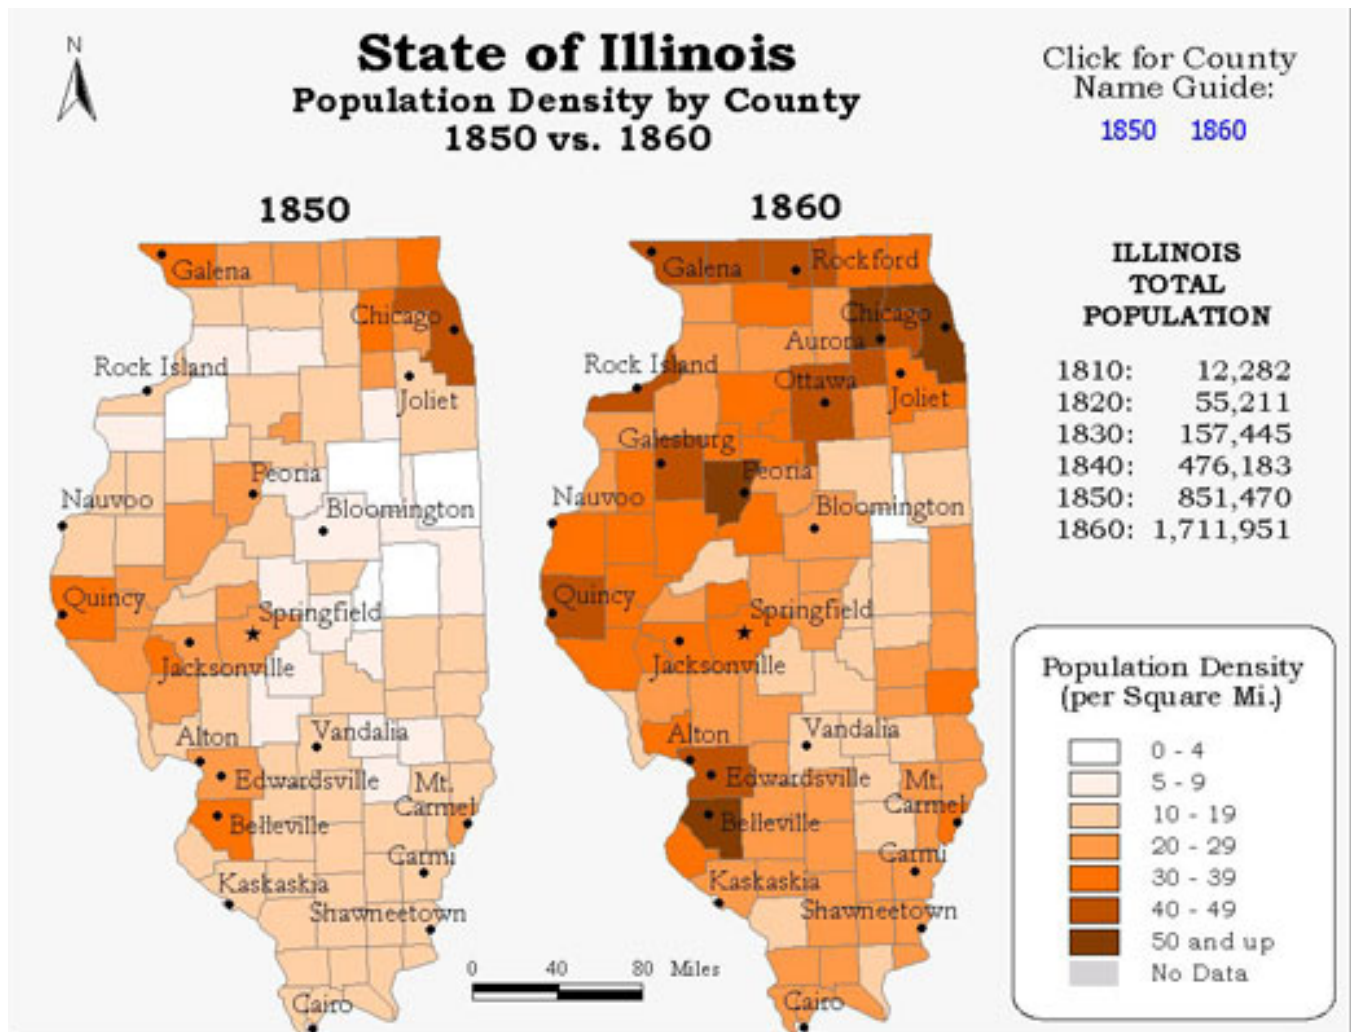 N
State of Illinois
Population Density by County
1850 vs. 1860
Click for County
Name Guide:
1850 1860
1850
Galena
Chicago
Rock Island
Joliet
Peoria
Nauvoo
Bloomington
Quincy
Springfield
Jacksonville
Vandalia
Alton
Edwardsville
Mt.
Carmel
Belleville
Carmi
Kaskaskia
Shawneetown
Cairo
1860
Galena
Rockford
Chicago
Aurora
Rock Island
Ottawa
Joliet
Galesburg
Peoria
Nauvoo
Bloomington
Quincy
Springfield
Jacksonville
Vandalia
Alton
Edwardsville
Mt.
Carmel
Belleville
Carmi
Kaskaskia
Shawneetown
Cairo
0 40 80 Miles
ILLINOIS
TOTAL
POPULATION
1810: 12,282
1820: 55,211
1830: 157,445
1840: 476,183
1850: 851,470
1860: 1,711,951
Population Density
(per Square Mi.)
0 - 4
5 - 9
10 - 19
20 - 29
30 - 39
40 - 49
50 and up
No Data